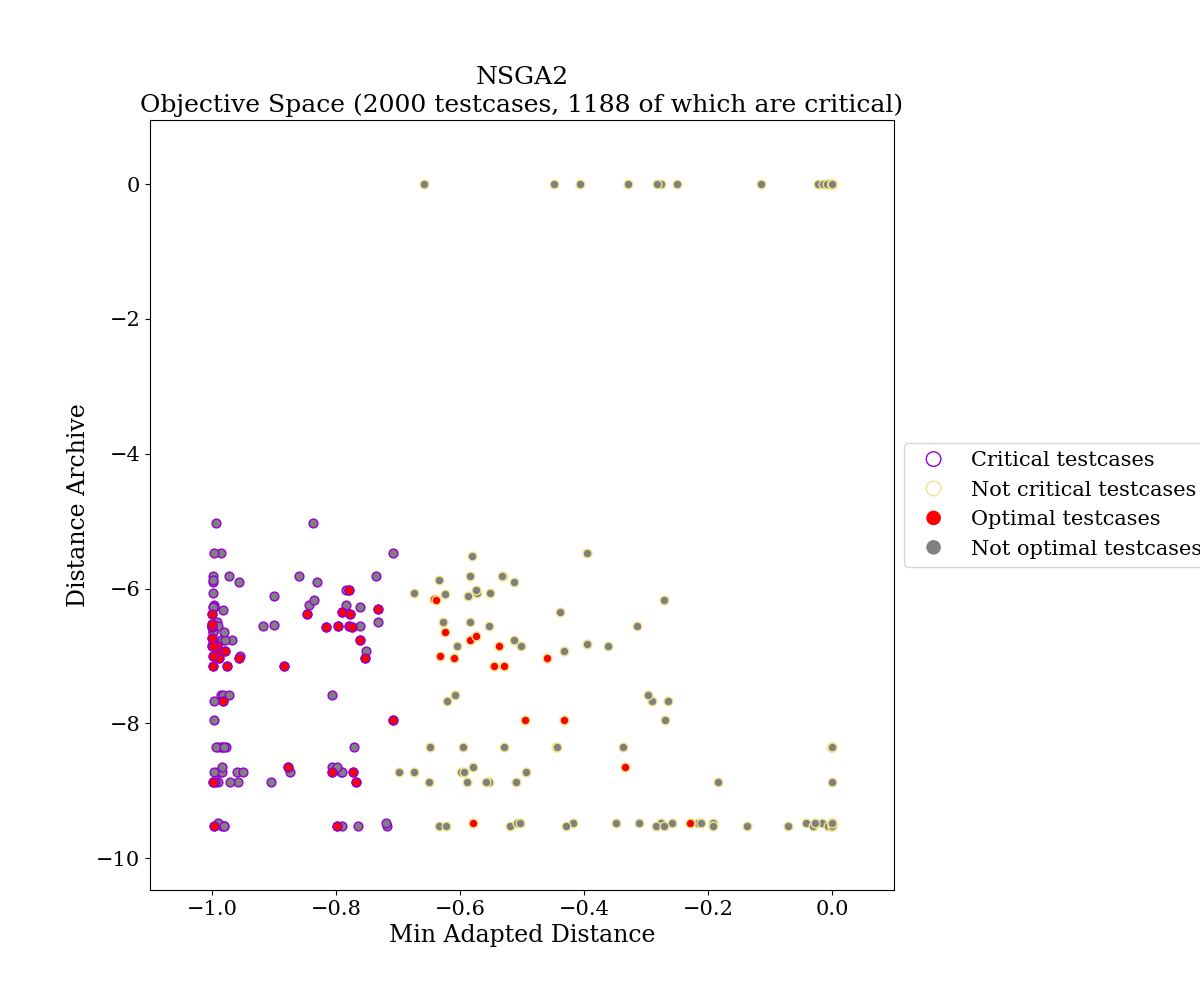 NSGA2
Objective Space (2000 testcases, 1188 of which are critical)
0
−2
−4
−6
−8
−10
Distance Archive
−1.0
−0.8
−0.6
−0.4
−0.2
0.0
Min Adapted Distance
Critical testcases
Not critical testcases
Optimal testcases
Not optimal testcases